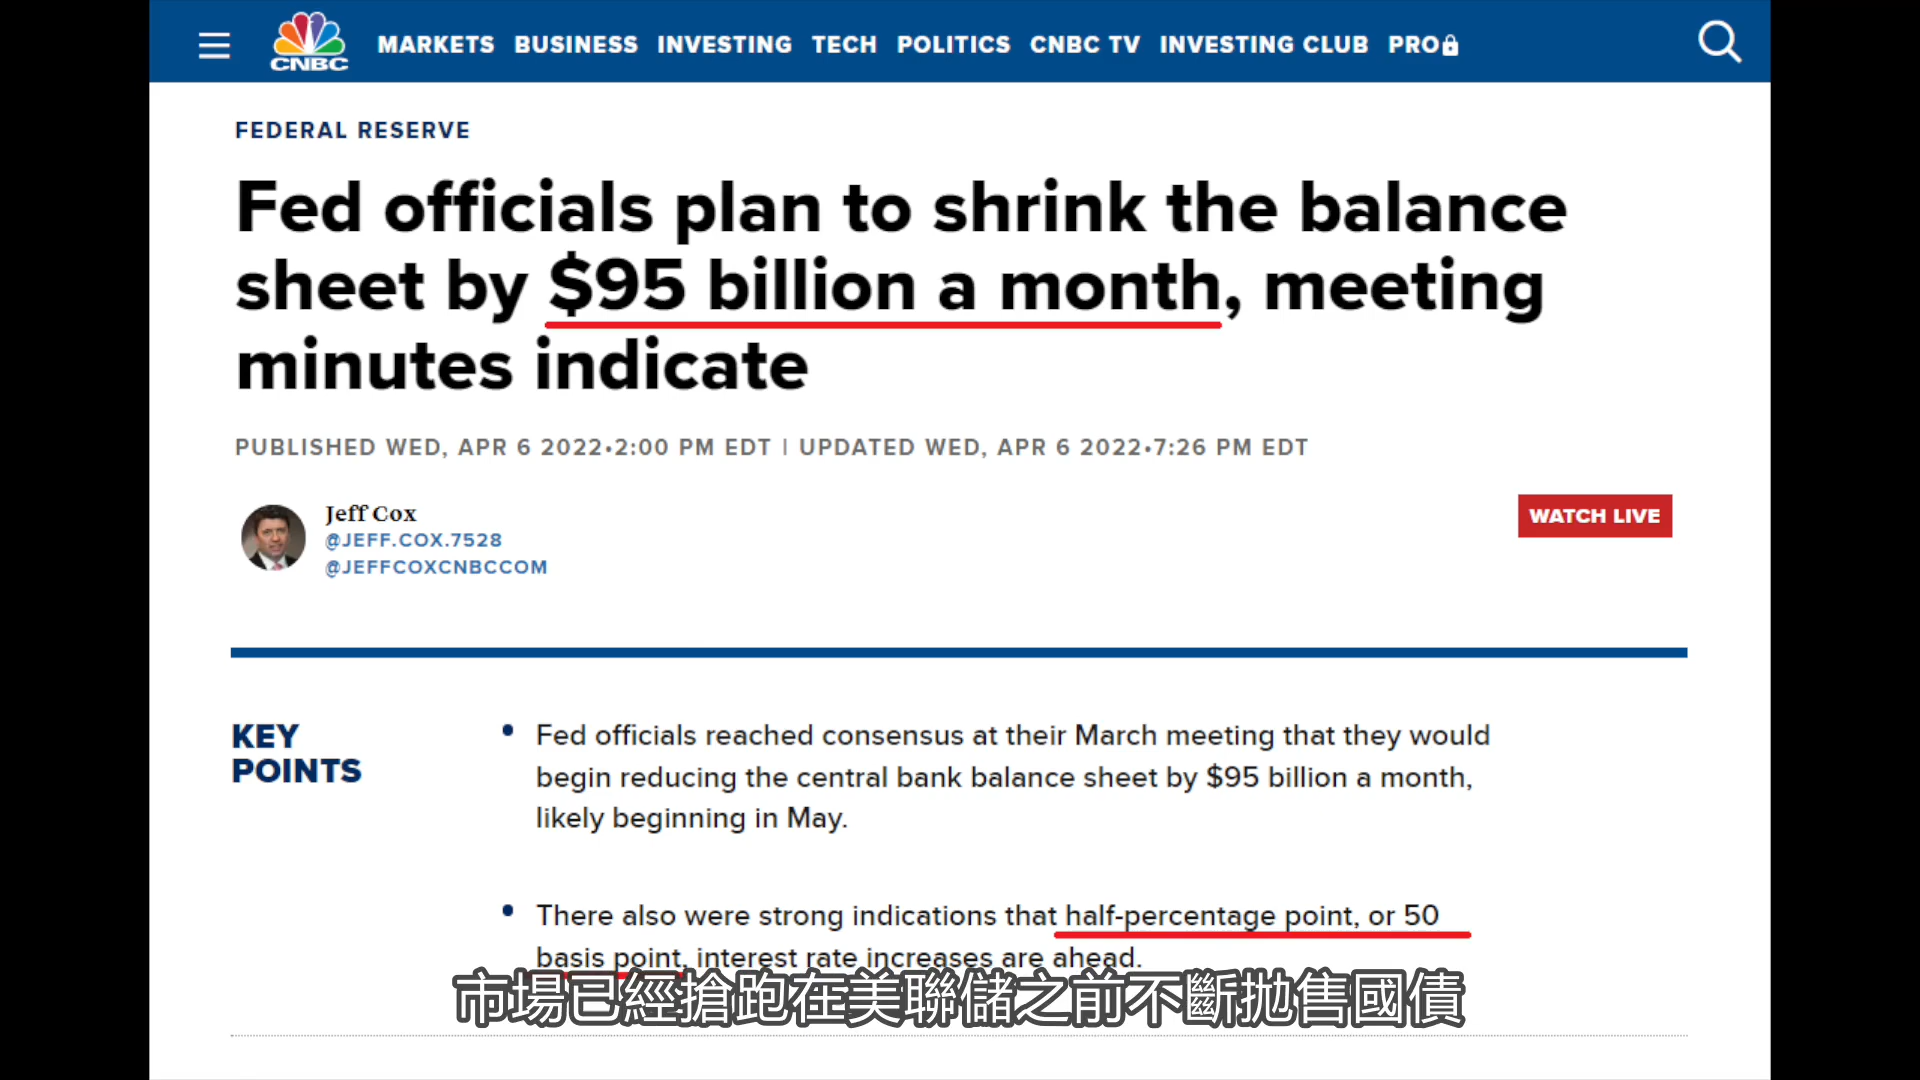 CNBC
MARKETS BUSINESS INVESTING TECH POLITICS CNBC TV INVESTING CLUB PRO
FEDERAL RESERVE
Fed officials plan to shrink the balance
sheet by $95 billion a month, meeting
minutes indicate
PUBLISHED WED, APR 6 2022•2:00 PM EDT | UPDATED WED, APR 6 2022•7:26 PM EDT
Jeff Cox
@JEFF.COX.7528
@JEFFCOXCNBCCOM
WATCH LIVE
KEY
POINTS
• Fed officials reached consensus at their March meeting that they would
begin reducing the central bank balance sheet by $95 billion a month,
likely beginning in May.
• There also were strong indications that half-percentage point, or 50
basis point, interest rate increases are ahead.
市場已經搶跑在美聯儲之前不斷拋售國債